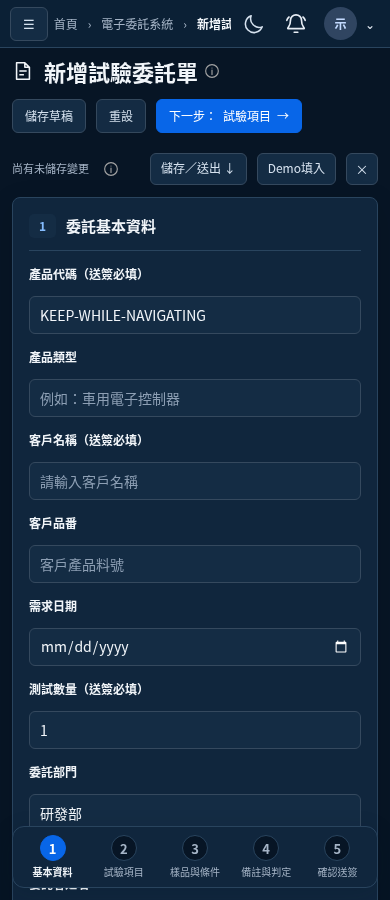 ☰ 首頁 › 電子委託系統 › 新增試 示
新增試驗委託單
儲存草稿 重設 下一步： 試驗項目 →
尚有未儲存變更 儲存／送出 ↓ Demo填入 ×
1 委託基本資料
產品代碼（送簽必填）
KEEP-WHILE-NAVIGATING
產品類型
例如：車用電子控制器
客戶名稱（送簽必填）
請輸入客戶名稱
客戶品番
客戶產品料號
需求日期
mm/dd/yyyy
測試數量（送簽必填）
1
委託部門
研發部
1 2 3 4 5
基本資料 試驗項目 樣品與條件 備註與判定 確認送簽